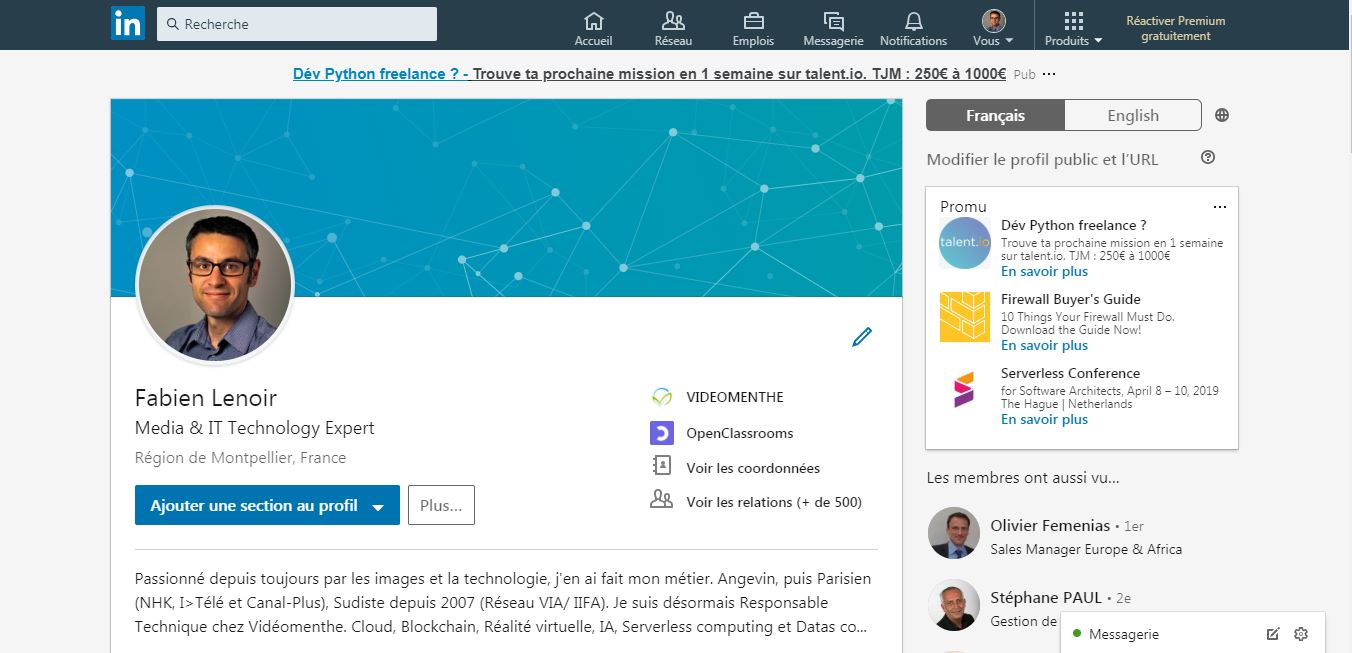 in
Recherche
Accueil
Réseau
Emplois
Messagerie
Notifications
Vous
Produits
Réactiver Premium
gratuitement
Dév Python freelance ? - Trouve ta prochaine mission en 1 semaine sur talent.io. TJM : 250€ à 1000€ Pub
Fabien Lenoir
Media & IT Technology Expert
Région de Montpellier, France
Ajouter une section au profil
Plus...
VIDEOMENTHE
OpenClassrooms
Voir les coordonnées
Voir les relations (+ de 500)
Passionné depuis toujours par les images et la technologie, j'en ai fait mon métier. Angevin, puis Parisien
(NHK, I>Télé et Canal-Plus), Sudiste depuis 2007 (Réseau VIA/ IIFA). Je suis désormais Responsable
Technique chez Vidéomenthe. Cloud, Blockchain, Réalité virtuelle, IA, Serverless computing et Datas co...
Français
English
Modifier le profil public et l'URL
Promu
talent.io
Dév Python freelance ?
Trouve ta prochaine mission en 1 semaine
sur talent.io. TJM : 250€ à 1000€
En savoir plus
Firewall Buyer's Guide
10 Things Your Firewall Must Do.
Download the Guide Now!
En savoir plus
Serverless Conference
for Software Architects, April 8 – 10, 2019
The Hague | Netherlands
En savoir plus
Les membres ont aussi vu...
Olivier Femenias • 1er
Sales Manager Europe & Africa
Stéphane PAUL • 2e
Gestion de
Messagerie